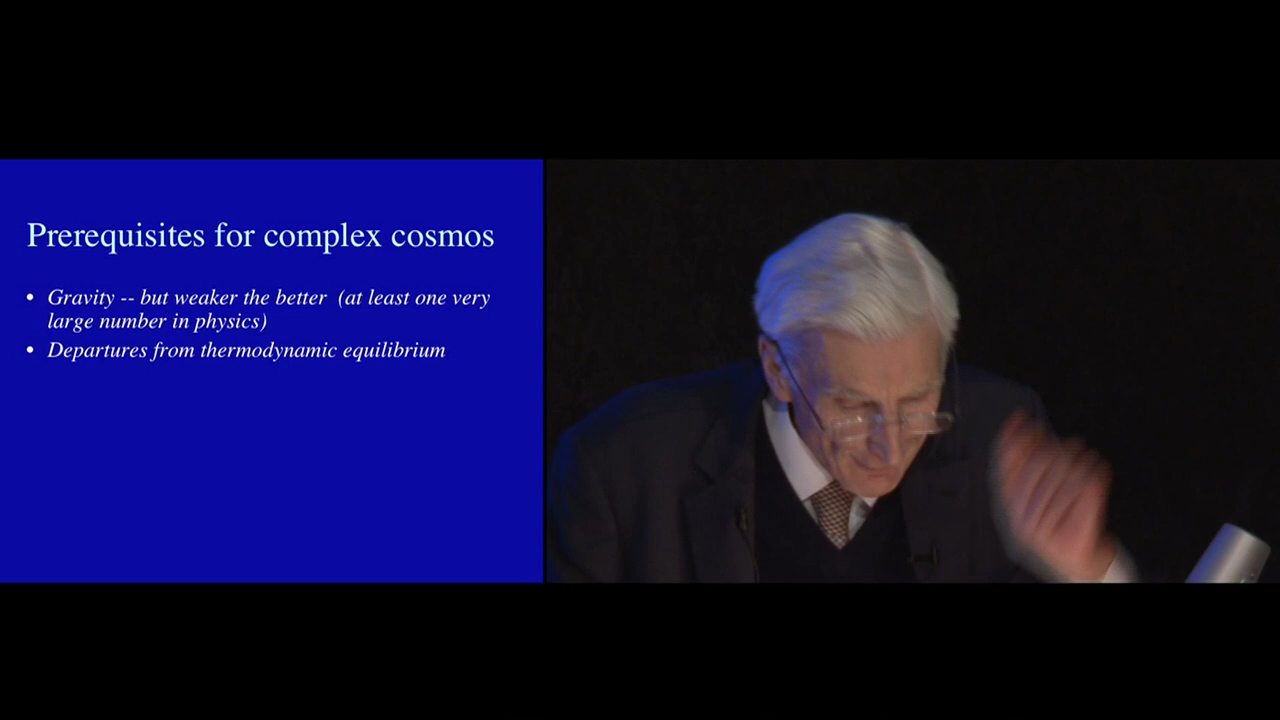 Prerequisites for complex cosmos
• Gravity -- but weaker the better (at least one very
large number in physics)
• Departures from thermodynamic equilibrium